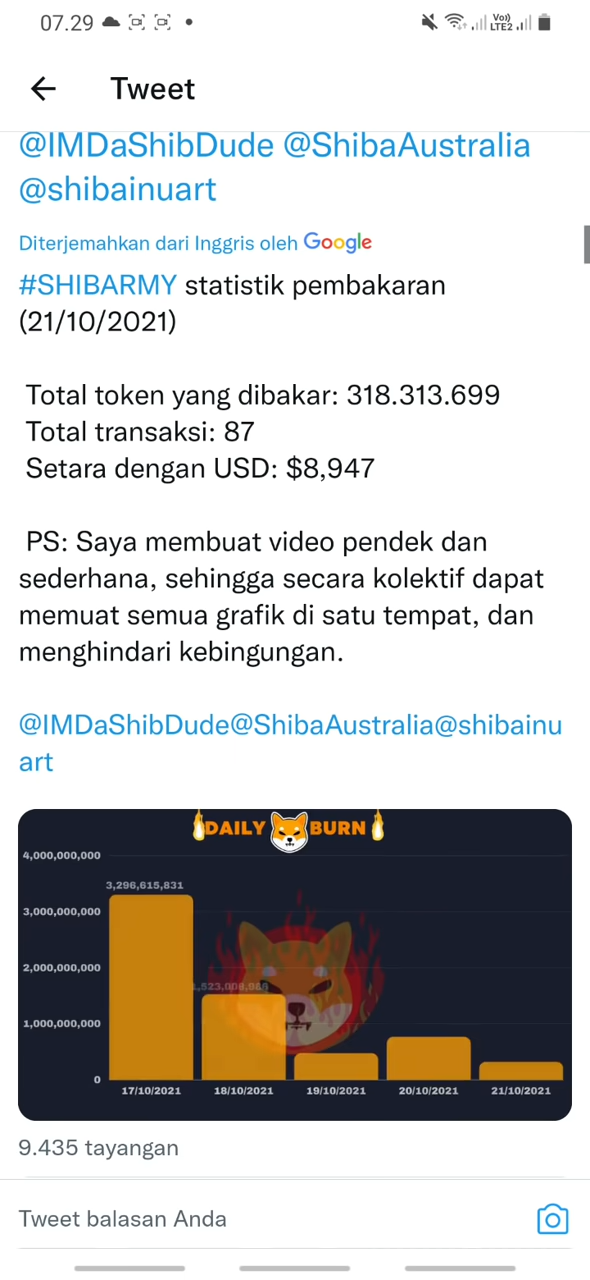 07.29
Vo))
LTE2
Tweet
@IMDaShibDude @ShibaAustralia
@shibainuart
Diterjemahkan dari Inggris oleh Google
#SHIBARMY statistik pembakaran
(21/10/2021)
Total token yang dibakar: 318.313.699
Total transaksi: 87
Setara dengan USD: $8,947
PS: Saya membuat video pendek dan
sederhana, sehingga secara kolektif dapat
memuat semua grafik di satu tempat, dan
menghindari kebingungan.
@IMDaShibDude@ShibaAustralia@shibainu
art
DAILY BURN
4,000,000,000
3,296,615,831
3,000,000,000
2,000,000,000
1,000,000,000
0
17/10/2021 18/10/2021 19/10/2021 20/10/2021 21/10/2021
9.435 tayangan
Tweet balasan Anda